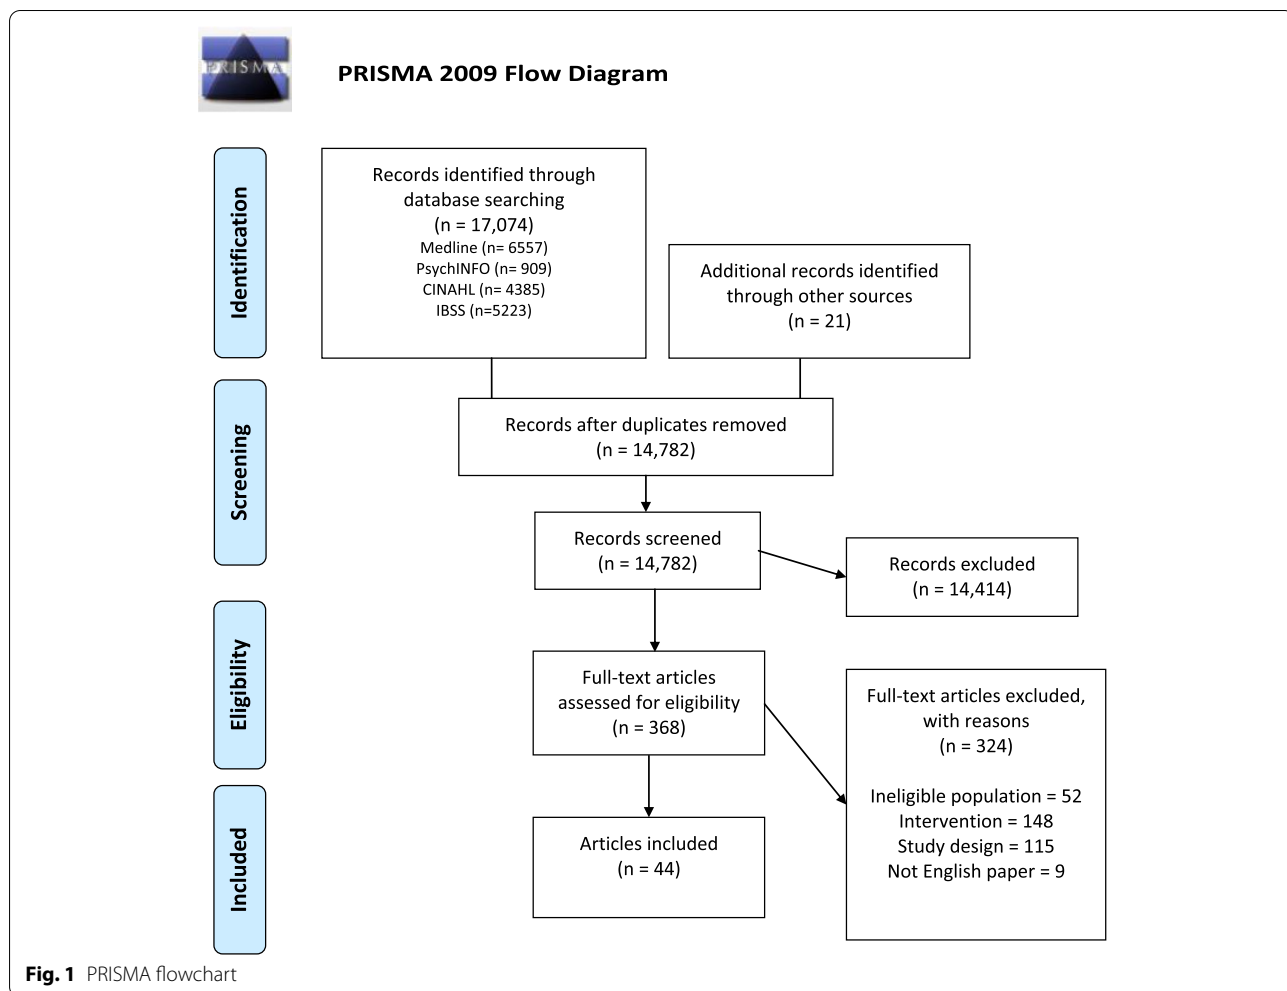 PRISMA
PRISMA 2009 Flow Diagram
Identification
Records identified through
database searching
(n = 17,074)
Medline (n= 6557)
PsychINFO (n= 909)
CINAHL (n= 4385)
IBSS (n=5223)
Additional records identified
through other sources
(n = 21)
Screening
Records after duplicates removed
(n = 14,782)
Records screened
(n = 14,782)
Records excluded
(n = 14,414)
Eligibility
Full-text articles
assessed for eligibility
(n = 368)
Full-text articles excluded,
with reasons
(n = 324)
Ineligible population = 52
Intervention = 148
Study design = 115
Not English paper = 9
Included
Articles included
(n = 44)
Fig. 1 PRISMA flowchart